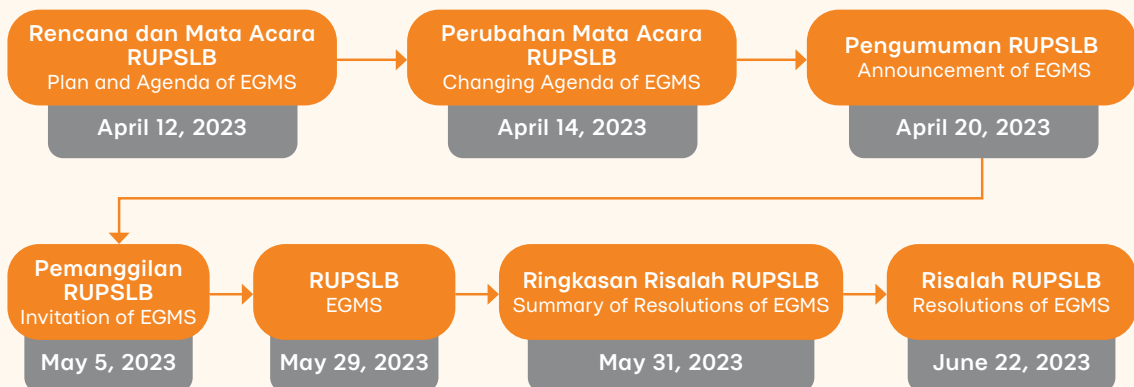 Rencana dan Mata Acara
RUPSLB
Plan and Agenda of EGMS
April 12, 2023
Perubahan Mata Acara
RUPSLB
Changing Agenda of EGMS
April 14, 2023
Pengumuman RUPSLB
Announcement of EGMS
April 20, 2023
Pemanggilan
RUPSLB
Invitation of EGMS
May 5, 2023
RUPSLB
EGMS
May 29, 2023
Ringkasan Risalah RUPSLB
Summary of Resolutions of EGMS
May 31, 2023
Risalah RUPSLB
Resolutions of EGMS
June 22, 2023